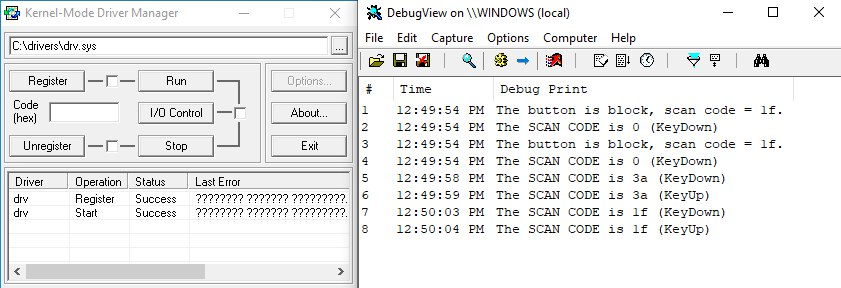 Kernel-Mode Driver Manager
C:\drivers\drv.sys
...
Register
Run
Options...
Code
(hex)
I/O Control
About...
Unregister
Stop
Exit
Driver Operation Status Last Error
drv Register Success ???????? ??????? ?????????.
drv Start Success ???????? ??????? ?????????.
DebugView on \\WINDOWS (local)
File Edit Capture Options Computer Help
# Time Debug Print
1 12:49:54 PM The button is block, scan code = 1f.
2 12:49:54 PM The SCAN CODE is 0 (KeyDown)
3 12:49:54 PM The button is block, scan code = 1f.
4 12:49:54 PM The SCAN CODE is 0 (KeyDown)
5 12:49:58 PM The SCAN CODE is 3a (KeyDown)
6 12:49:59 PM The SCAN CODE is 3a (KeyUp)
7 12:50:03 PM The SCAN CODE is 1f (KeyDown)
8 12:50:04 PM The SCAN CODE is 1f (KeyUp)